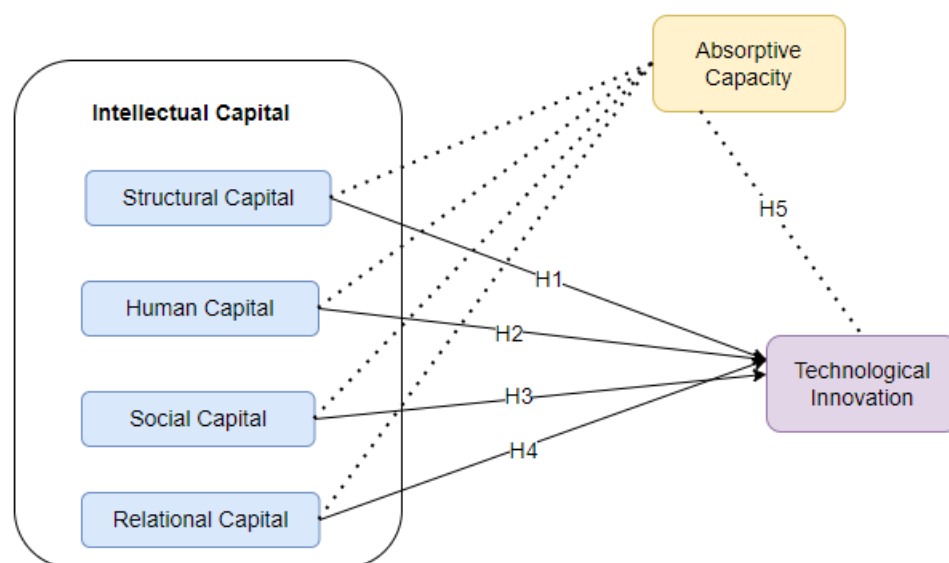 Absorptive
Capacity
Intellectual Capital
Structural Capital
H5
H1
Human Capital
H2
Technological
Innovation
H3
Social Capital
H4
Relational Capital